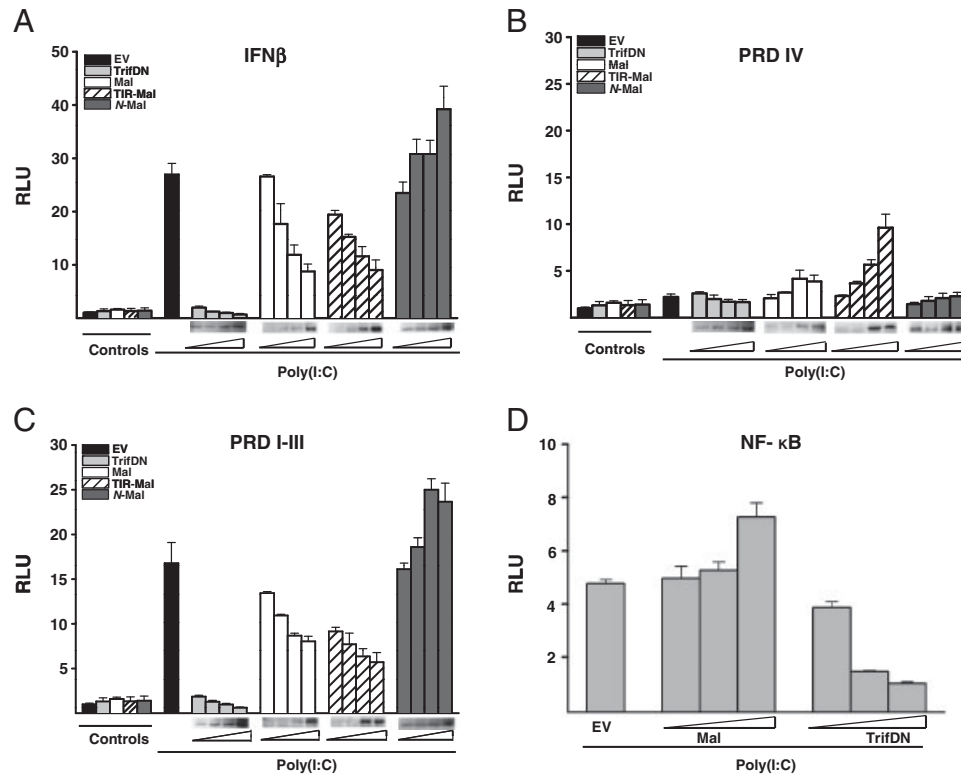 A
IFNβ
50
40
30
20
10
RLU
EV
TrifDN
Mal
TIR-Mal
N-Mal
Controls
Poly(I:C)
B
PRD IV
30
25
20
15
10
5
RLU
EV
TrifDN
Mal
TIR-Mal
N-Mal
Controls
Poly(I:C)
C
PRD I-III
30
25
20
15
10
5
RLU
EV
TrifDN
Mal
TIR-Mal
N-Mal
Controls
Poly(I:C)
D
NF- κB
10
8
6
4
2
RLU
EV
Mal
TrifDN
Poly(I:C)